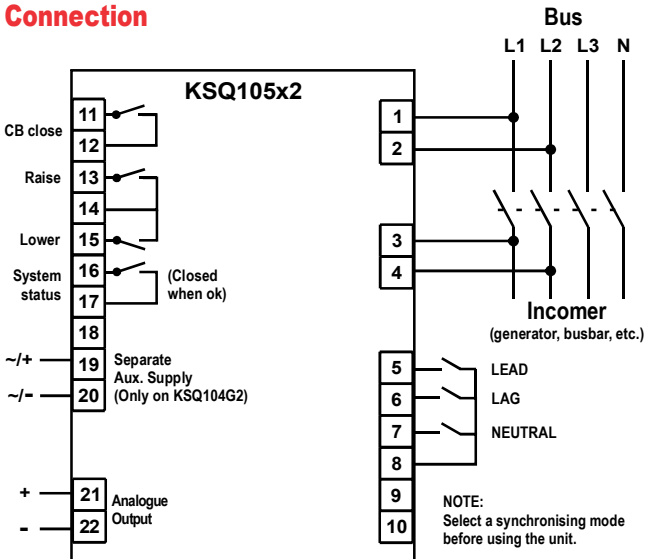 Connection
Bus
L1 L2 L3 N
KSQ105x2
CB close
11
12
Raise
13
14
Lower
15
System
status
16
17
(Closed
when ok)
18
~/+
19
~/-
20
Separate
Aux. Supply
(Only on KSQ104G2)
+
21
-
22
Analogue
Output
1
2
3
4
Incomer
(generator, busbar, etc.)
5
LEAD
6
LAG
7
NEUTRAL
8
9
10
NOTE:
Select a synchronising mode
before using the unit.